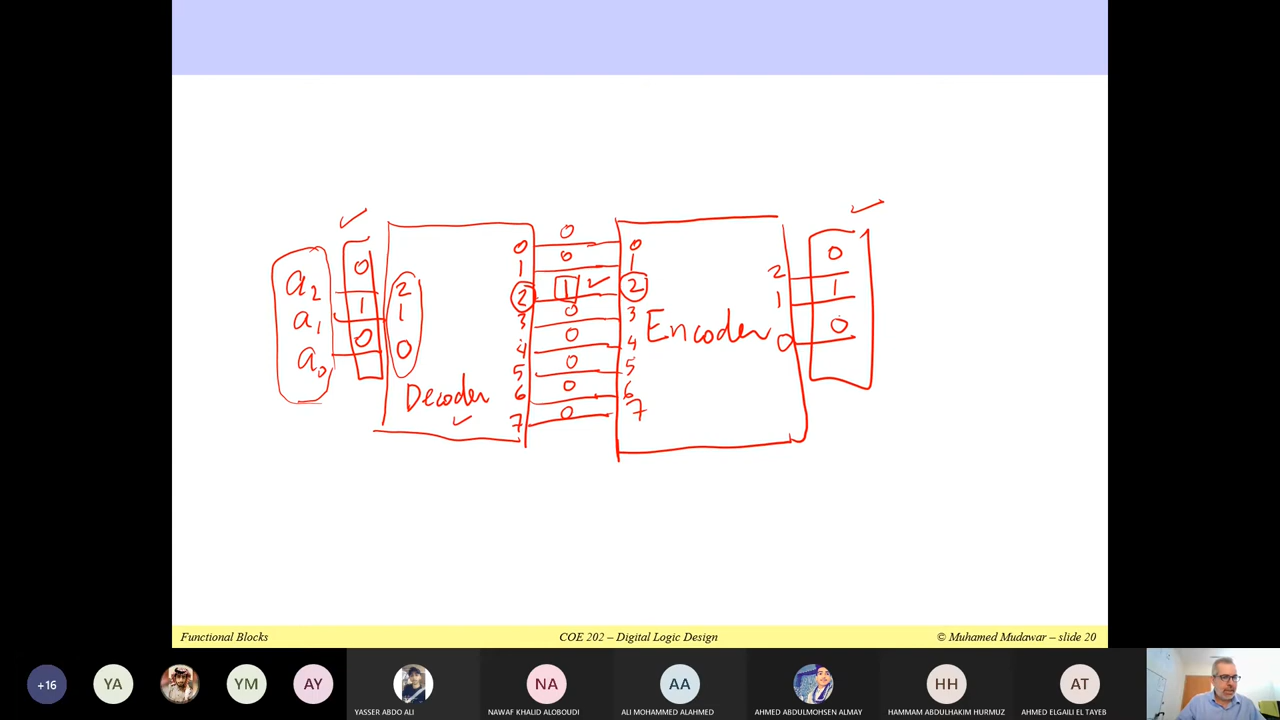 a2
a1
a0
0
1
0
2
1
0
Decoder
0
1
2
3
4
5
6
7
0
0
1
0
0
0
0
0
0
1
2
3
4
5
6
7
Encoder
2
1
0
0
1
0
Functional Blocks
COE 202 – Digital Logic Design
© Muhamed Mudawar – slide 20
+16
YA
YM
AY
YASSER ABDO ALI
NA
NAWAF KHALID ALOBOUDI
AA
ALI MOHAMMED ALAHMED
AHMED ABDULMOHSEN ALMAY
HH
HAMMAM ABDULHAKIM HURMUZ
AT
AHMED ELGAILI EL TAYEB